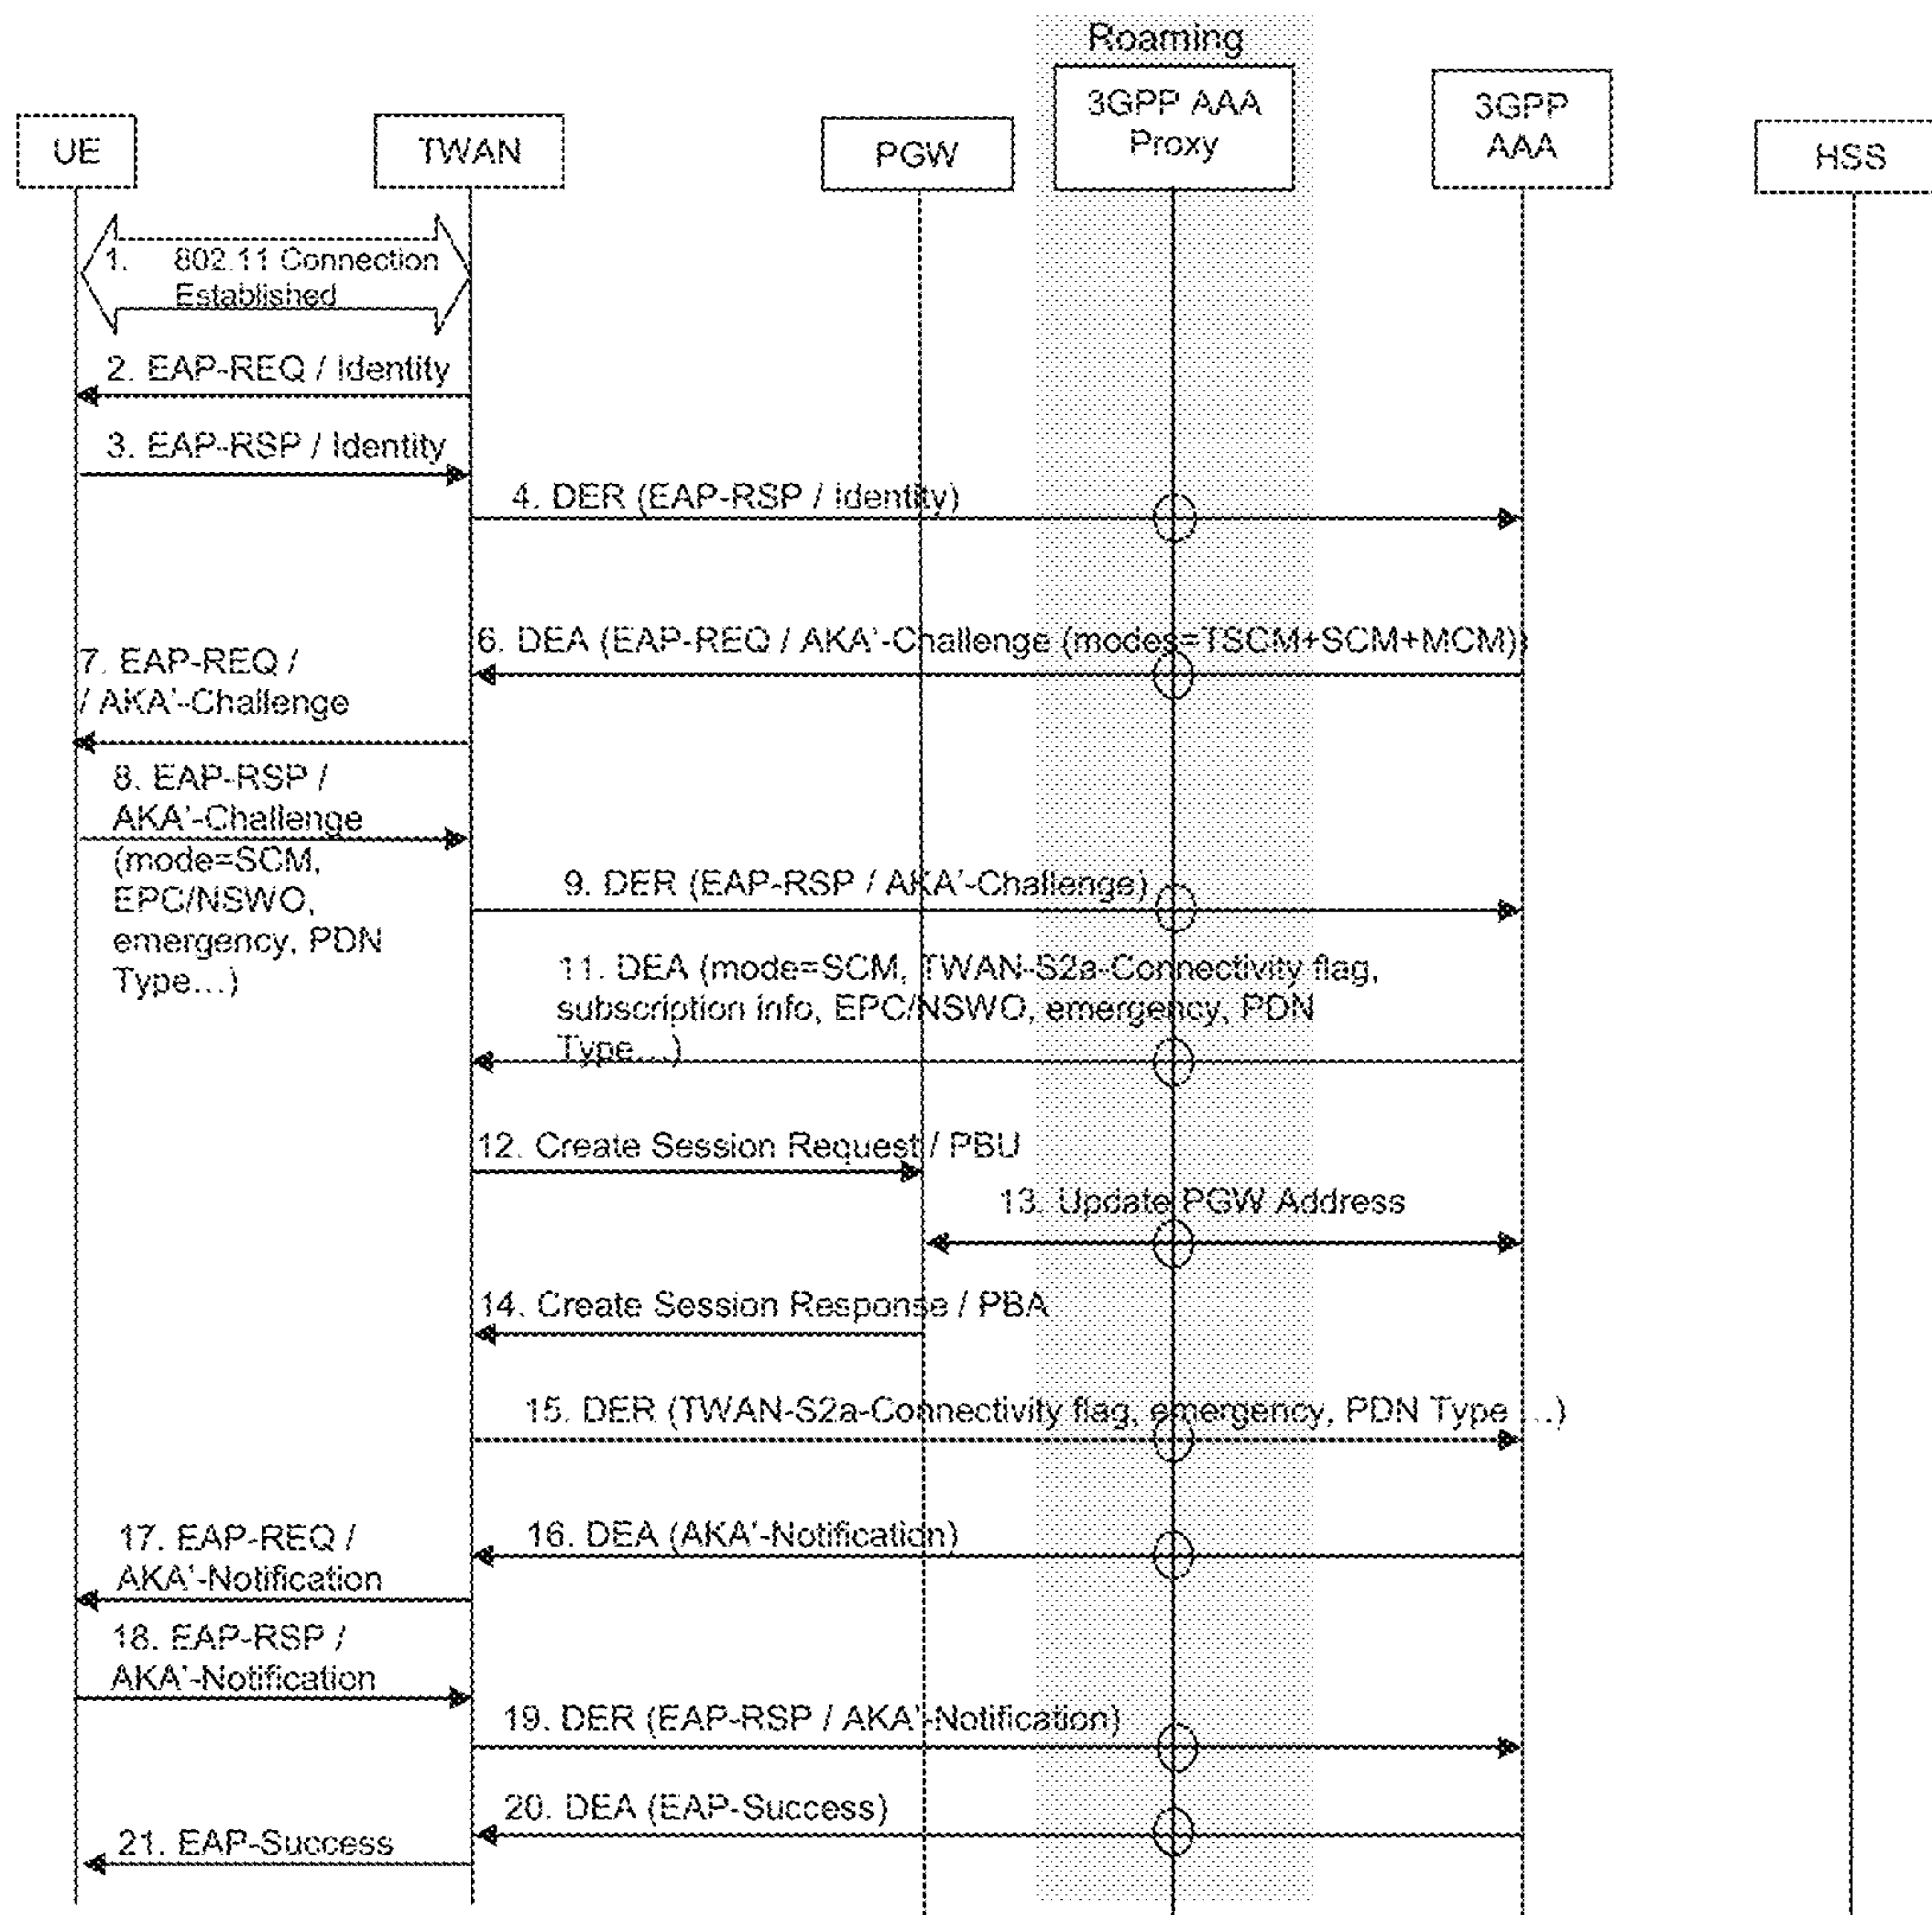 Roaming
UE
TWAN
PGW
3GPP AAA
Proxy
3GPP
AAA
HSS
1. 802.11 Connection
Established
2. EAP-REQ / Identity
3. EAP-RSP / Identity
4. DER (EAP-RSP / Identity)
6. DEA (EAP-REQ / AKA'-Challenge (modes=TSCM+SCM+MCM))
7. EAP-REQ /
/ AKA'-Challenge
8. EAP-RSP /
AKA'-Challenge
(mode=SCM,
EPC/NSWO,
emergency, PDN
Type...)
9. DER (EAP-RSP / AKA'-Challenge)
11. DEA (mode=SCM, TWAN-S2a-Connectivity flag,
subscription info, EPC/NSWO, emergency, PDN
Type...)
12. Create Session Request / PBU
13. Update PGW Address
14. Create Session Response / PBA
15. DER (TWAN-S2a-Connectivity flag, emergency, PDN Type ...)
16. DEA (AKA'-Notification)
17. EAP-REQ /
AKA'-Notification
18. EAP-RSP /
AKA'-Notification
19. DER (EAP-RSP / AKA'-Notification)
20. DEA (EAP-Success)
21. EAP-Success